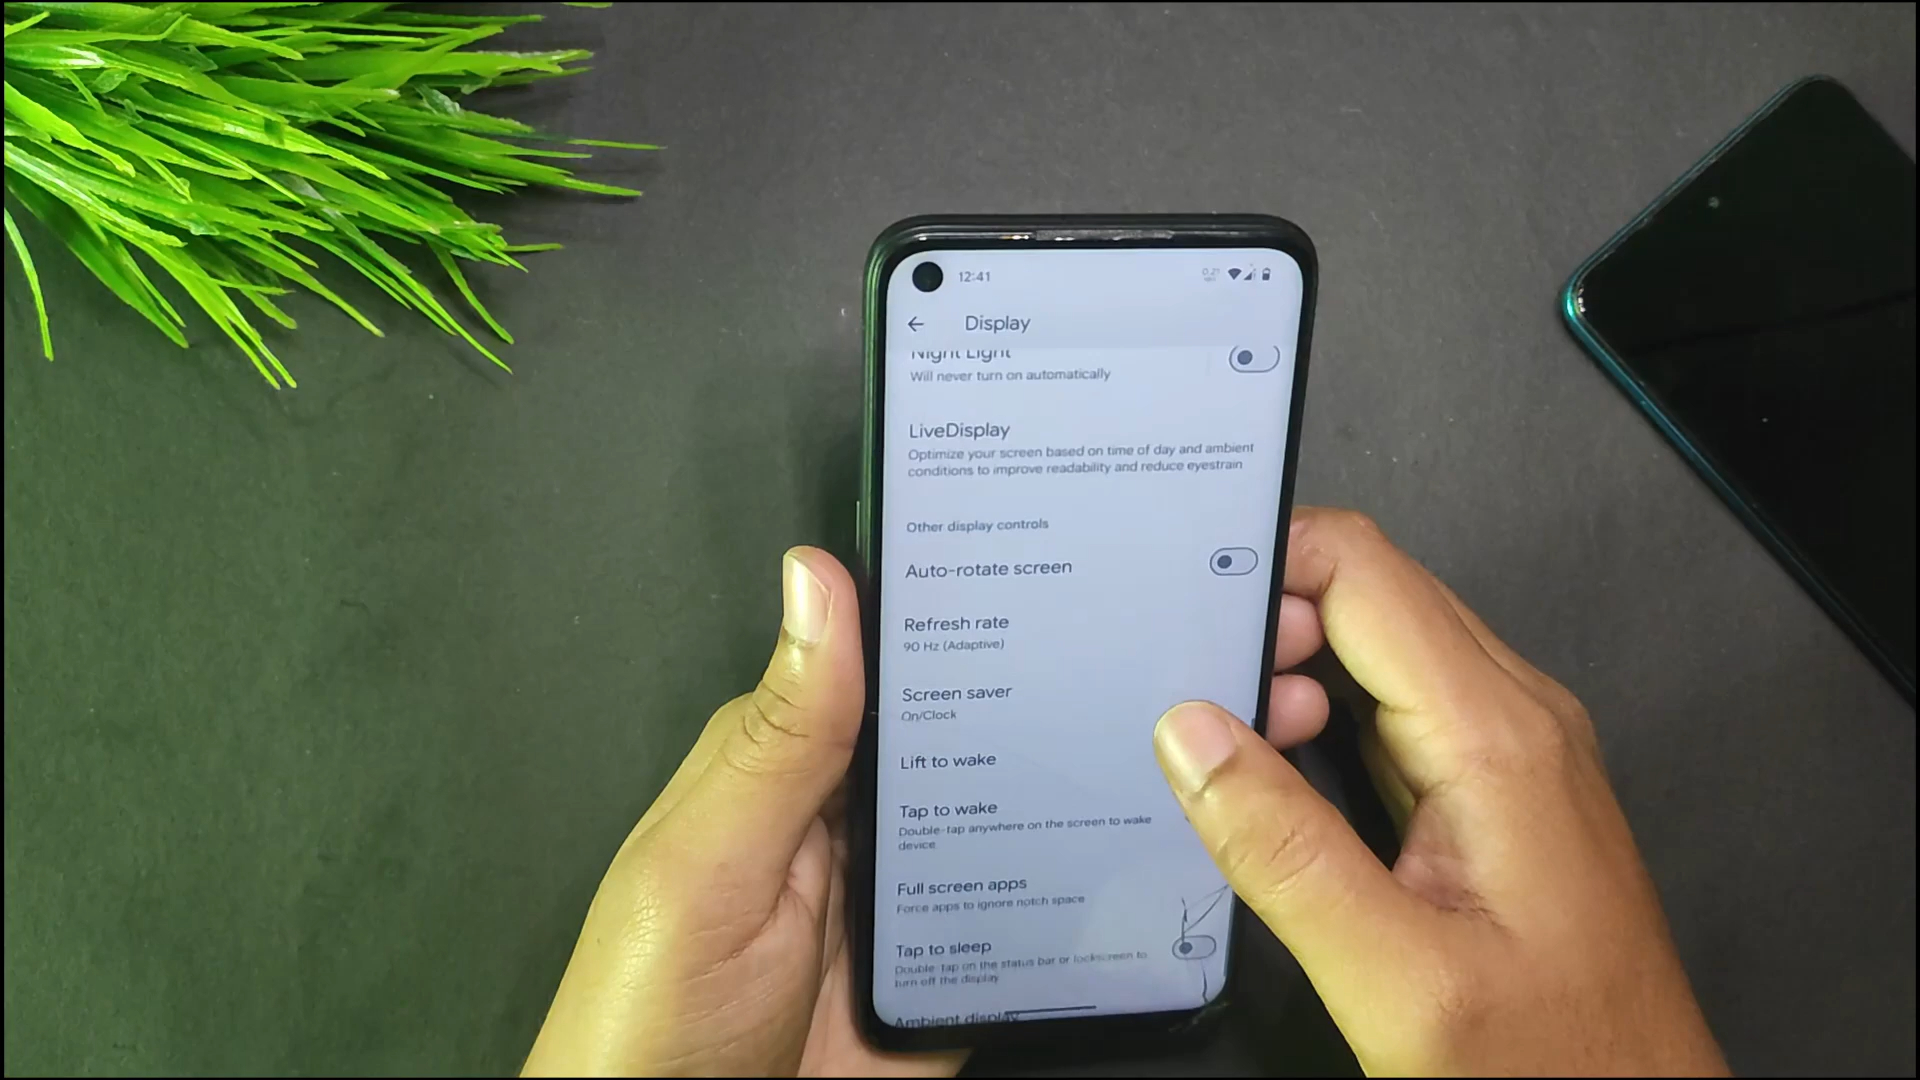 12:41
0.21
Display
Night Light
Will never turn on automatically
LiveDisplay
Optimize your screen based on time of day and ambient
conditions to improve readability and reduce eyestrain
Other display controls
Auto-rotate screen
Refresh rate
90 Hz (Adaptive)
Screen saver
On/Clock
Lift to wake
Tap to wake
Double-tap anywhere on the screen to wake
device
Full screen apps
Force apps to ignore notch space
Tap to sleep
Double-tap on the status bar or lockscreen to
turn off the display
Ambient display